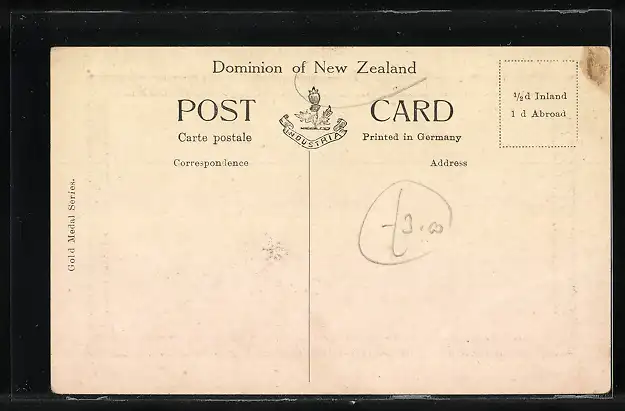 Dominion of New Zealand
POST CARD
INDUSTRIA
Carte postale
Printed in Germany
½d Inland
1 d Abroad
Correspondence
Address
Gold Medal Series.
£3.00